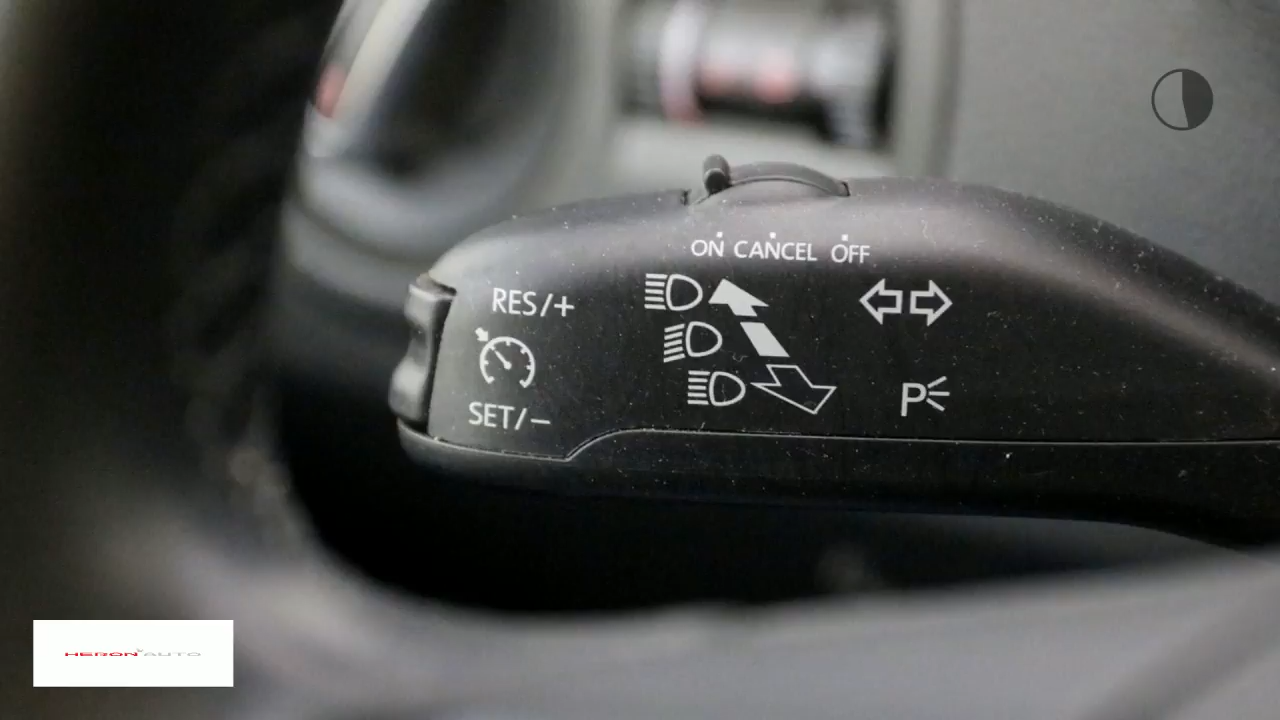 ON CANCEL OFF
RES/+
SET/−
P
HERON AUTO